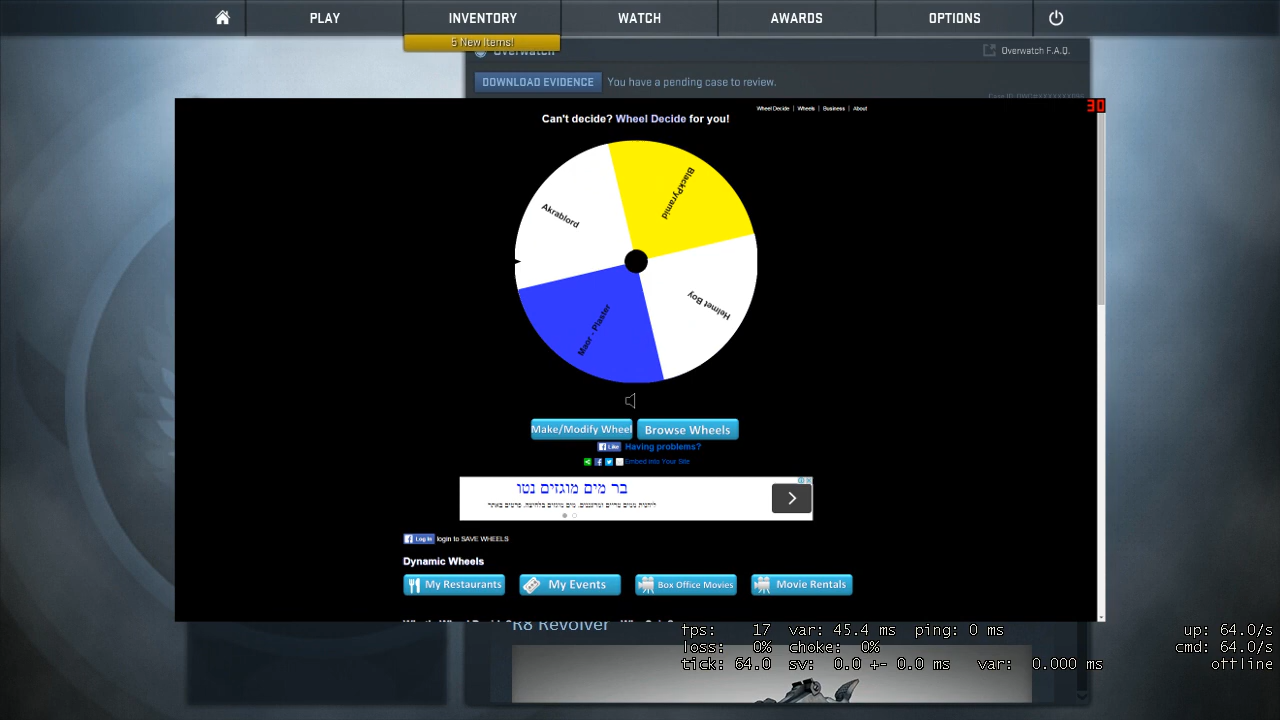 PLAY
INVENTORY
WATCH
AWARDS
OPTIONS
5 New Items!
Overwatch
Overwatch F.A.Q.
DOWNLOAD EVIDENCE
You have a pending case to review.
30
Wheel Decide | Wheels | Business | About
Can't decide? Wheel Decide for you!
BlackPyramid
Akrablord
Helmet Boy
Maor - Plaster
Make/Modify Wheel
Browse Wheels
Like Having problems?
Embed Into Your Site
בר מים מוגזים נטו
Log In login to SAVE WHEELS
Dynamic Wheels
My Restaurants
My Events
Box Office Movies
Movie Rentals
R8 Revolver
fps: 17 var: 45.4 ms ping: 0 ms
loss: 0% choke: 0%
tick: 64.0 sv: 0.0 +- 0.0 ms var: 0.000 ms
up: 64.0/s
cmd: 64.0/s
offline